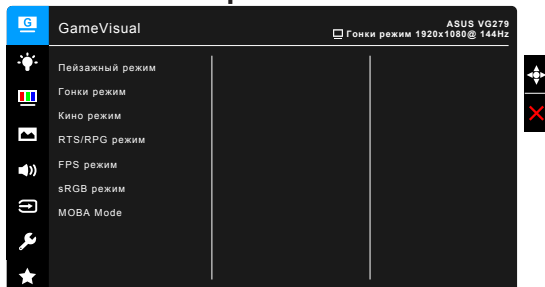 G
GameVisual
ASUS VG279
Гонки режим 1920x1080@ 144Hz
Пейзажный режим
Гонки режим
Кино режим
RTS/RPG режим
FPS режим
sRGB режим
MOBA Mode